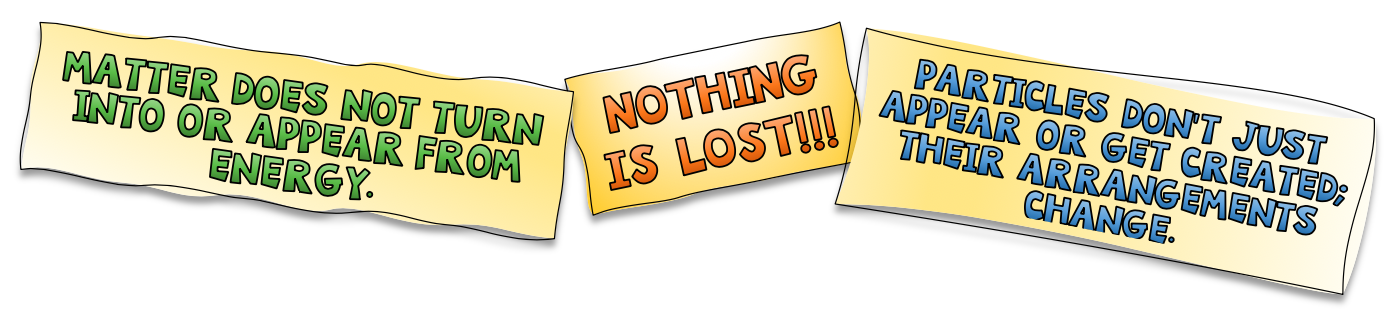 MATTER DOES NOT TURN
INTO OR APPEAR FROM
ENERGY.
NOTHING
IS LOST!!!
PARTICLES DON'T JUST
APPEAR OR GET CREATED;
THEIR ARRANGEMENTS
CHANGE.